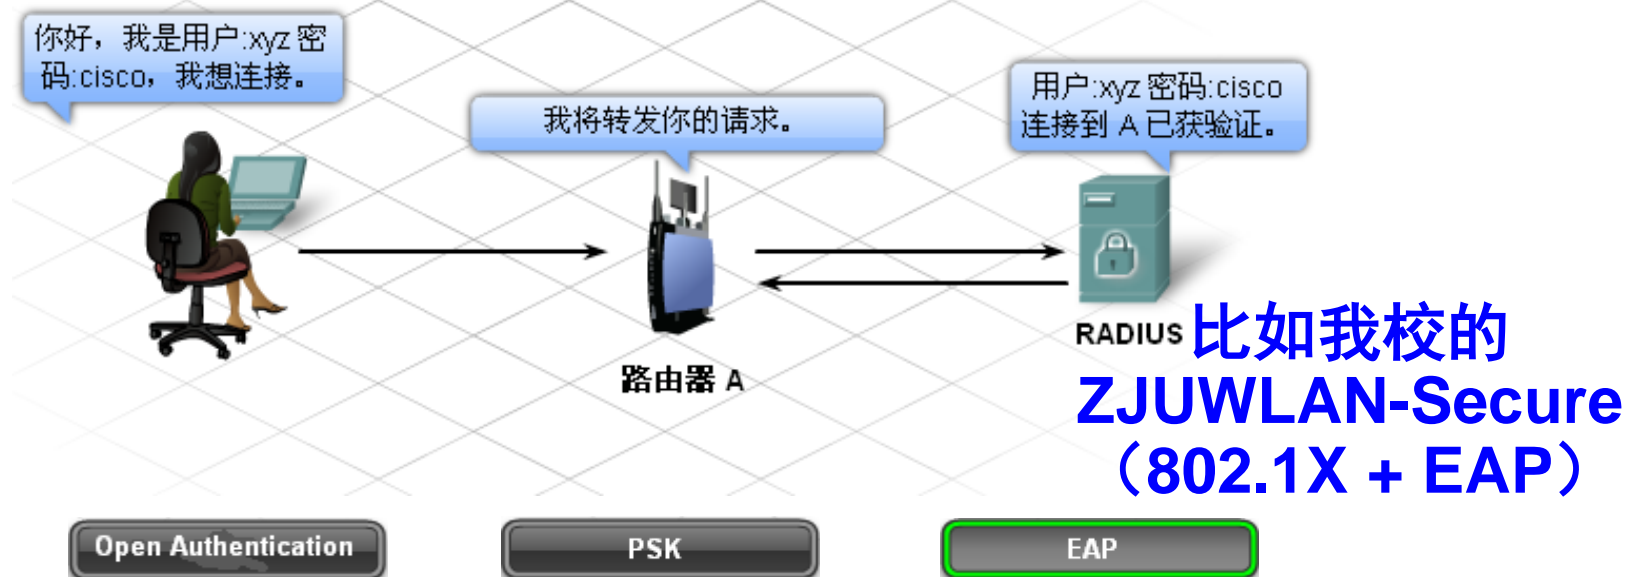 你好，我是用户:xyz 密
码:cisco，我想连接。
我将转发你的请求。
用户:xyz 密码:cisco
连接到 A 已获验证。
路由器 A
RADIUS
比如我校的
ZJUWLAN-Secure
（802.1X + EAP）
Open Authentication
PSK
EAP